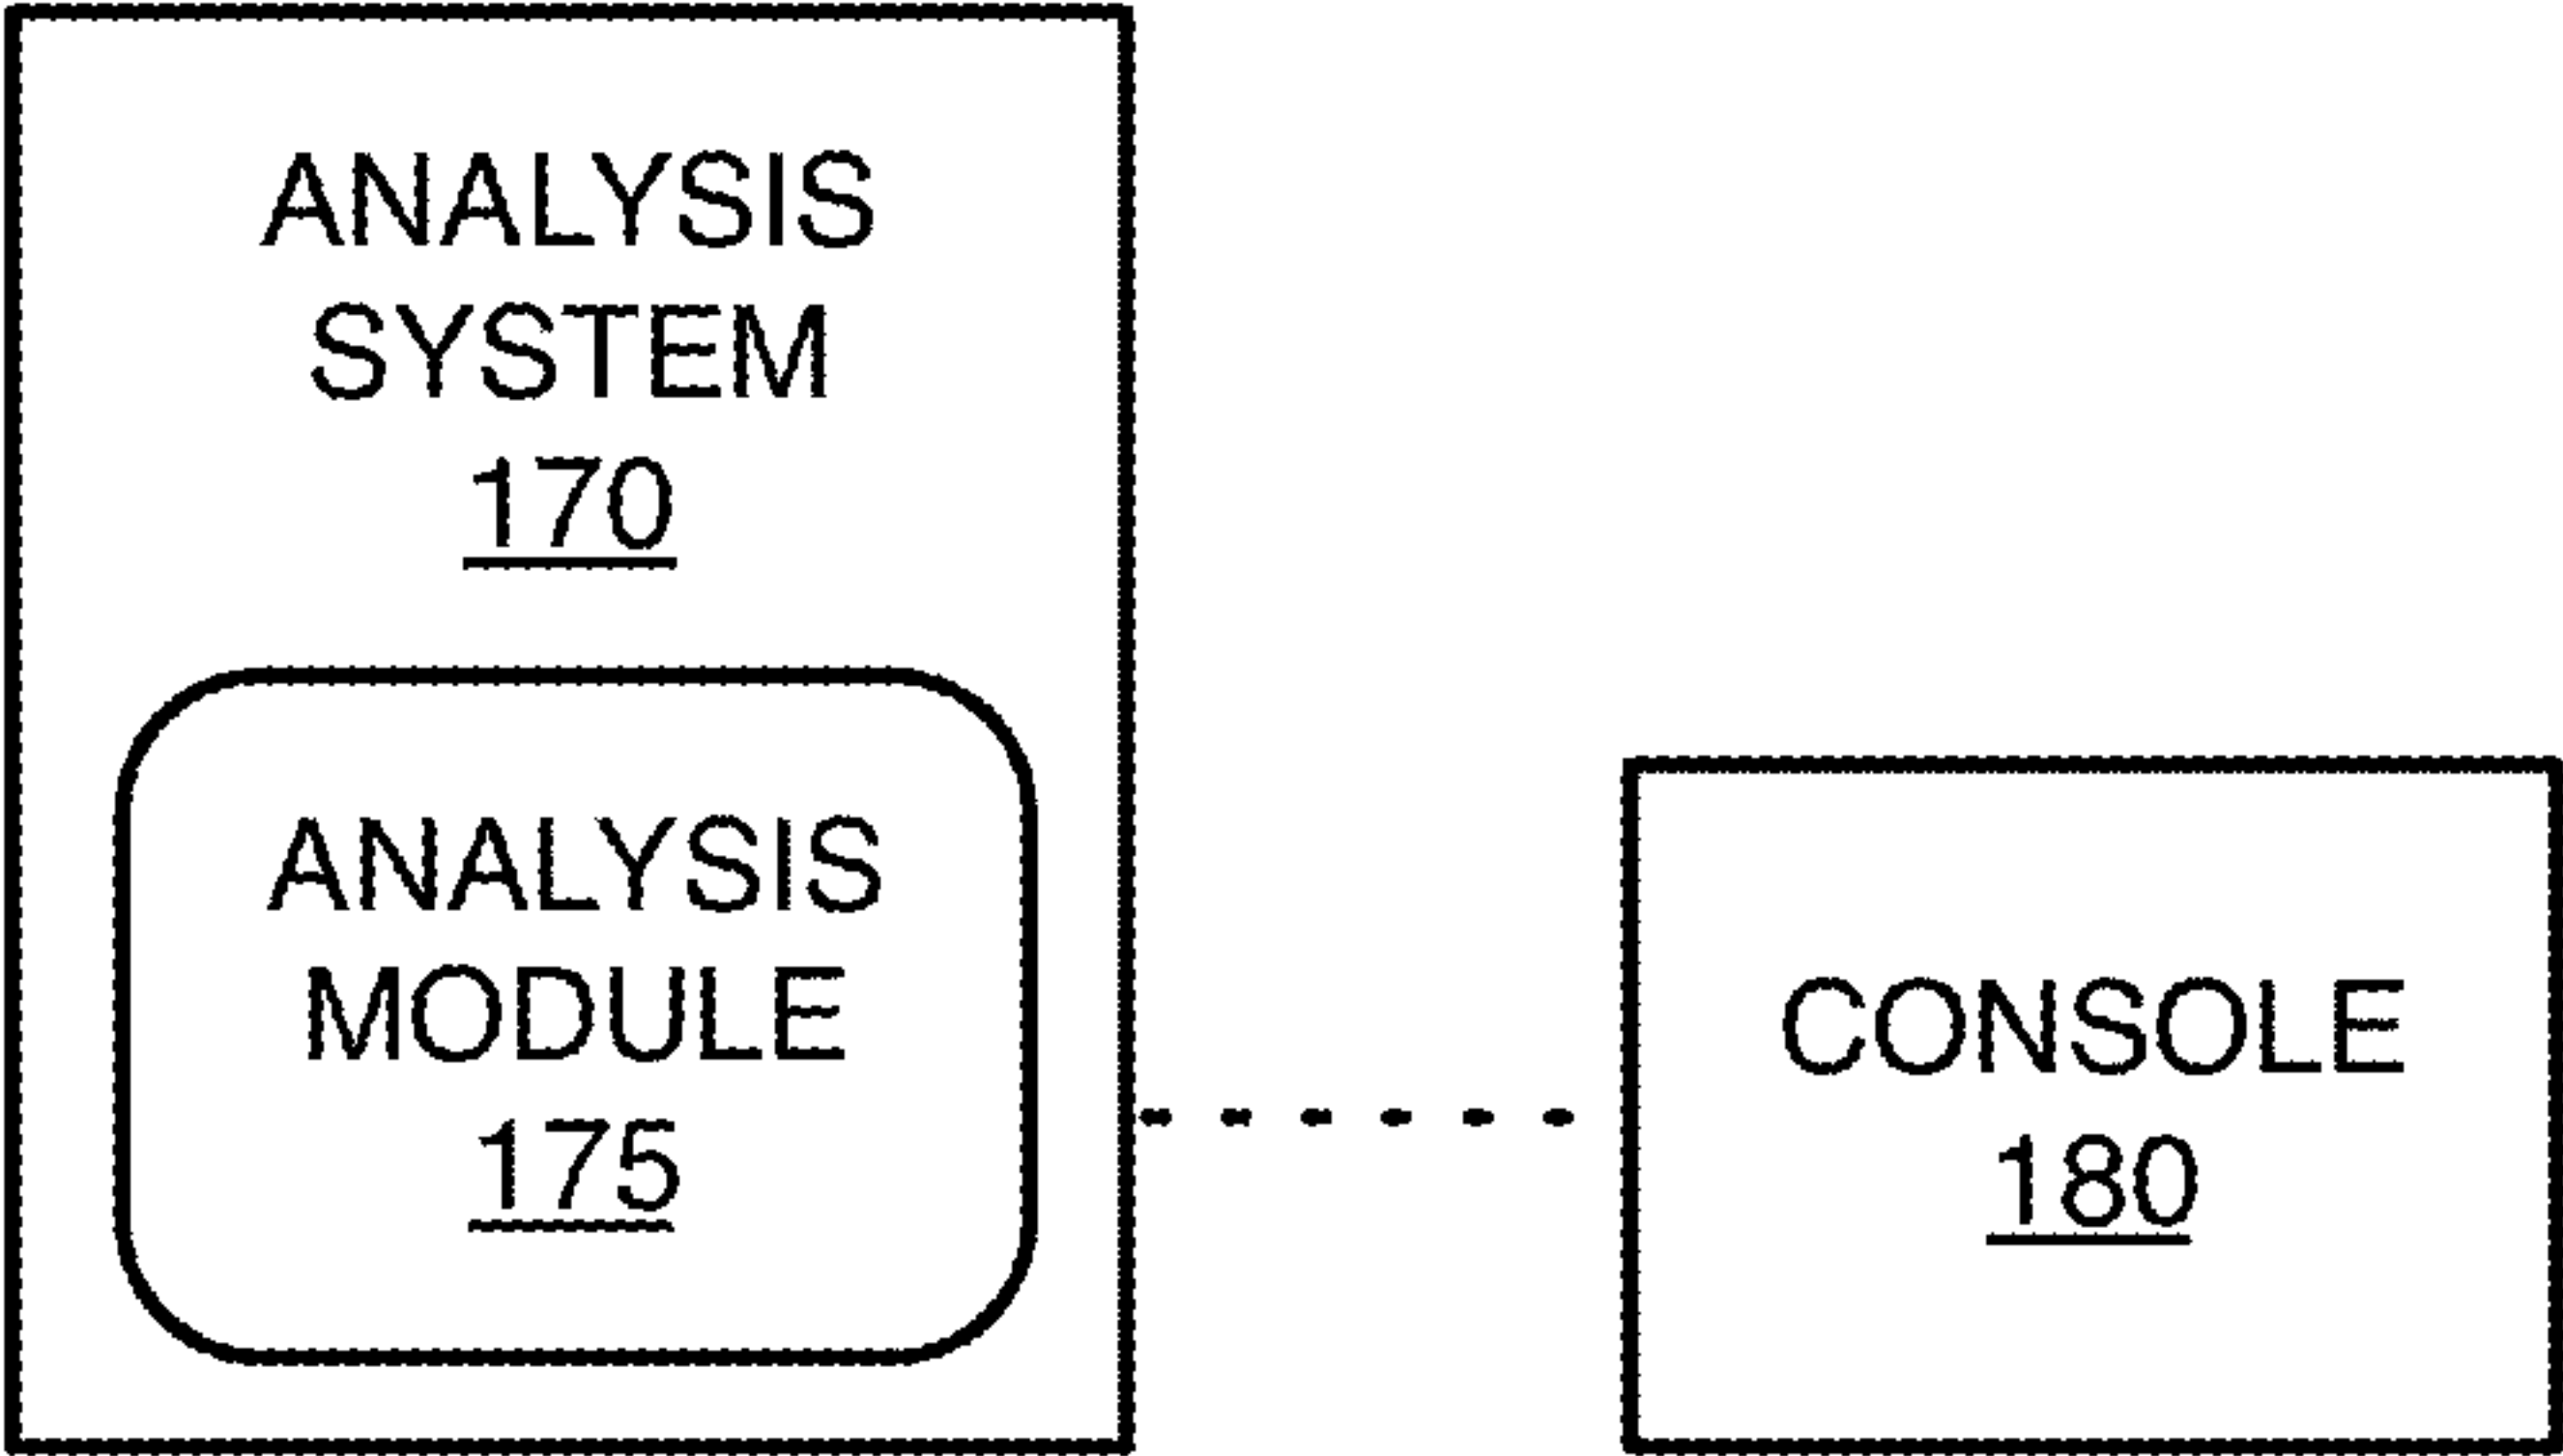 ANALYSIS
SYSTEM
170
ANALYSIS
MODULE
175
CONSOLE
180